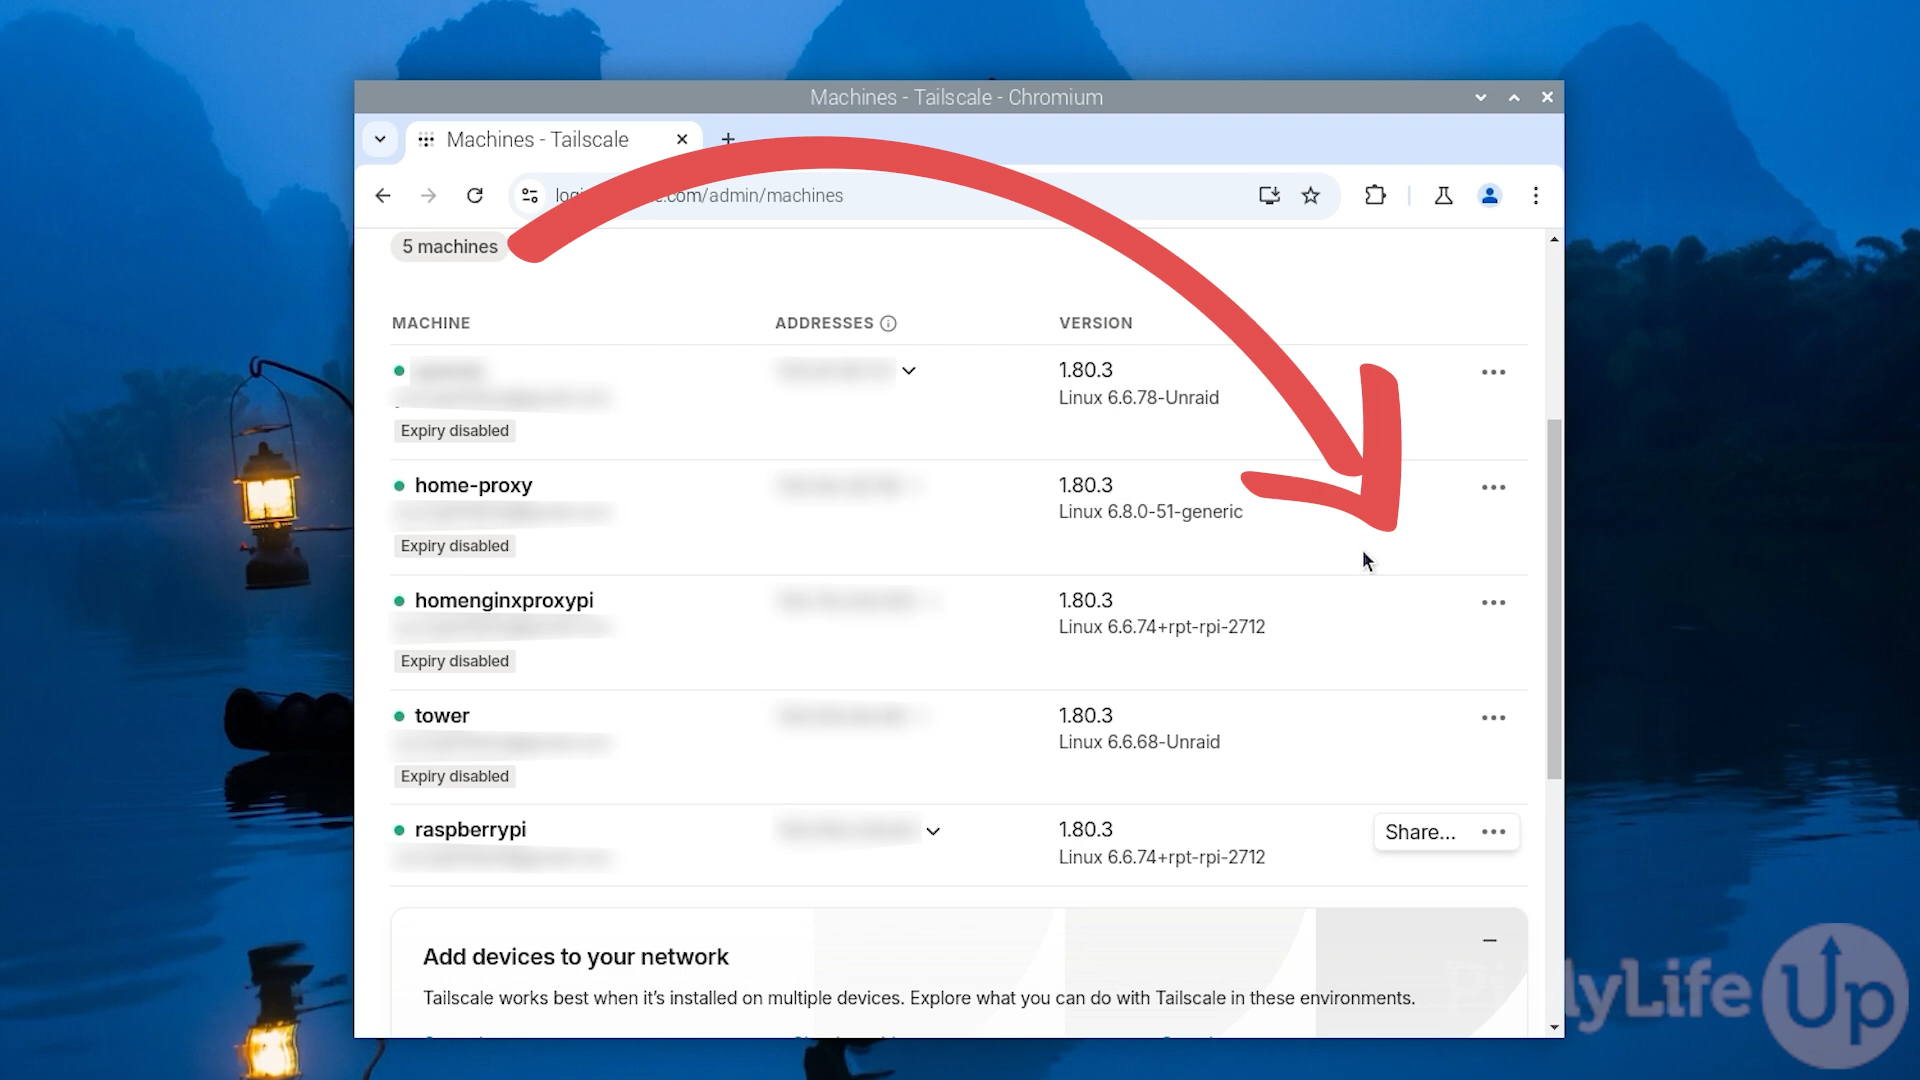 Machines - Tailscale - Chromium
Machines - Tailscale
.com/admin/machines
5 machines
MACHINE ADDRESSES VERSION
1.80.3
Linux 6.6.78-Unraid
Expiry disabled
home-proxy 1.80.3
Linux 6.8.0-51-generic
Expiry disabled
homenginxproxypi 1.80.3
Linux 6.6.74+rpt-rpi-2712
Expiry disabled
tower 1.80.3
Linux 6.6.68-Unraid
Expiry disabled
raspberrypi 1.80.3 Share...
Linux 6.6.74+rpt-rpi-2712
Add devices to your network
Tailscale works best when it's installed on multiple devices. Explore what you can do with Tailscale in these environments.
PiMyLifeUp